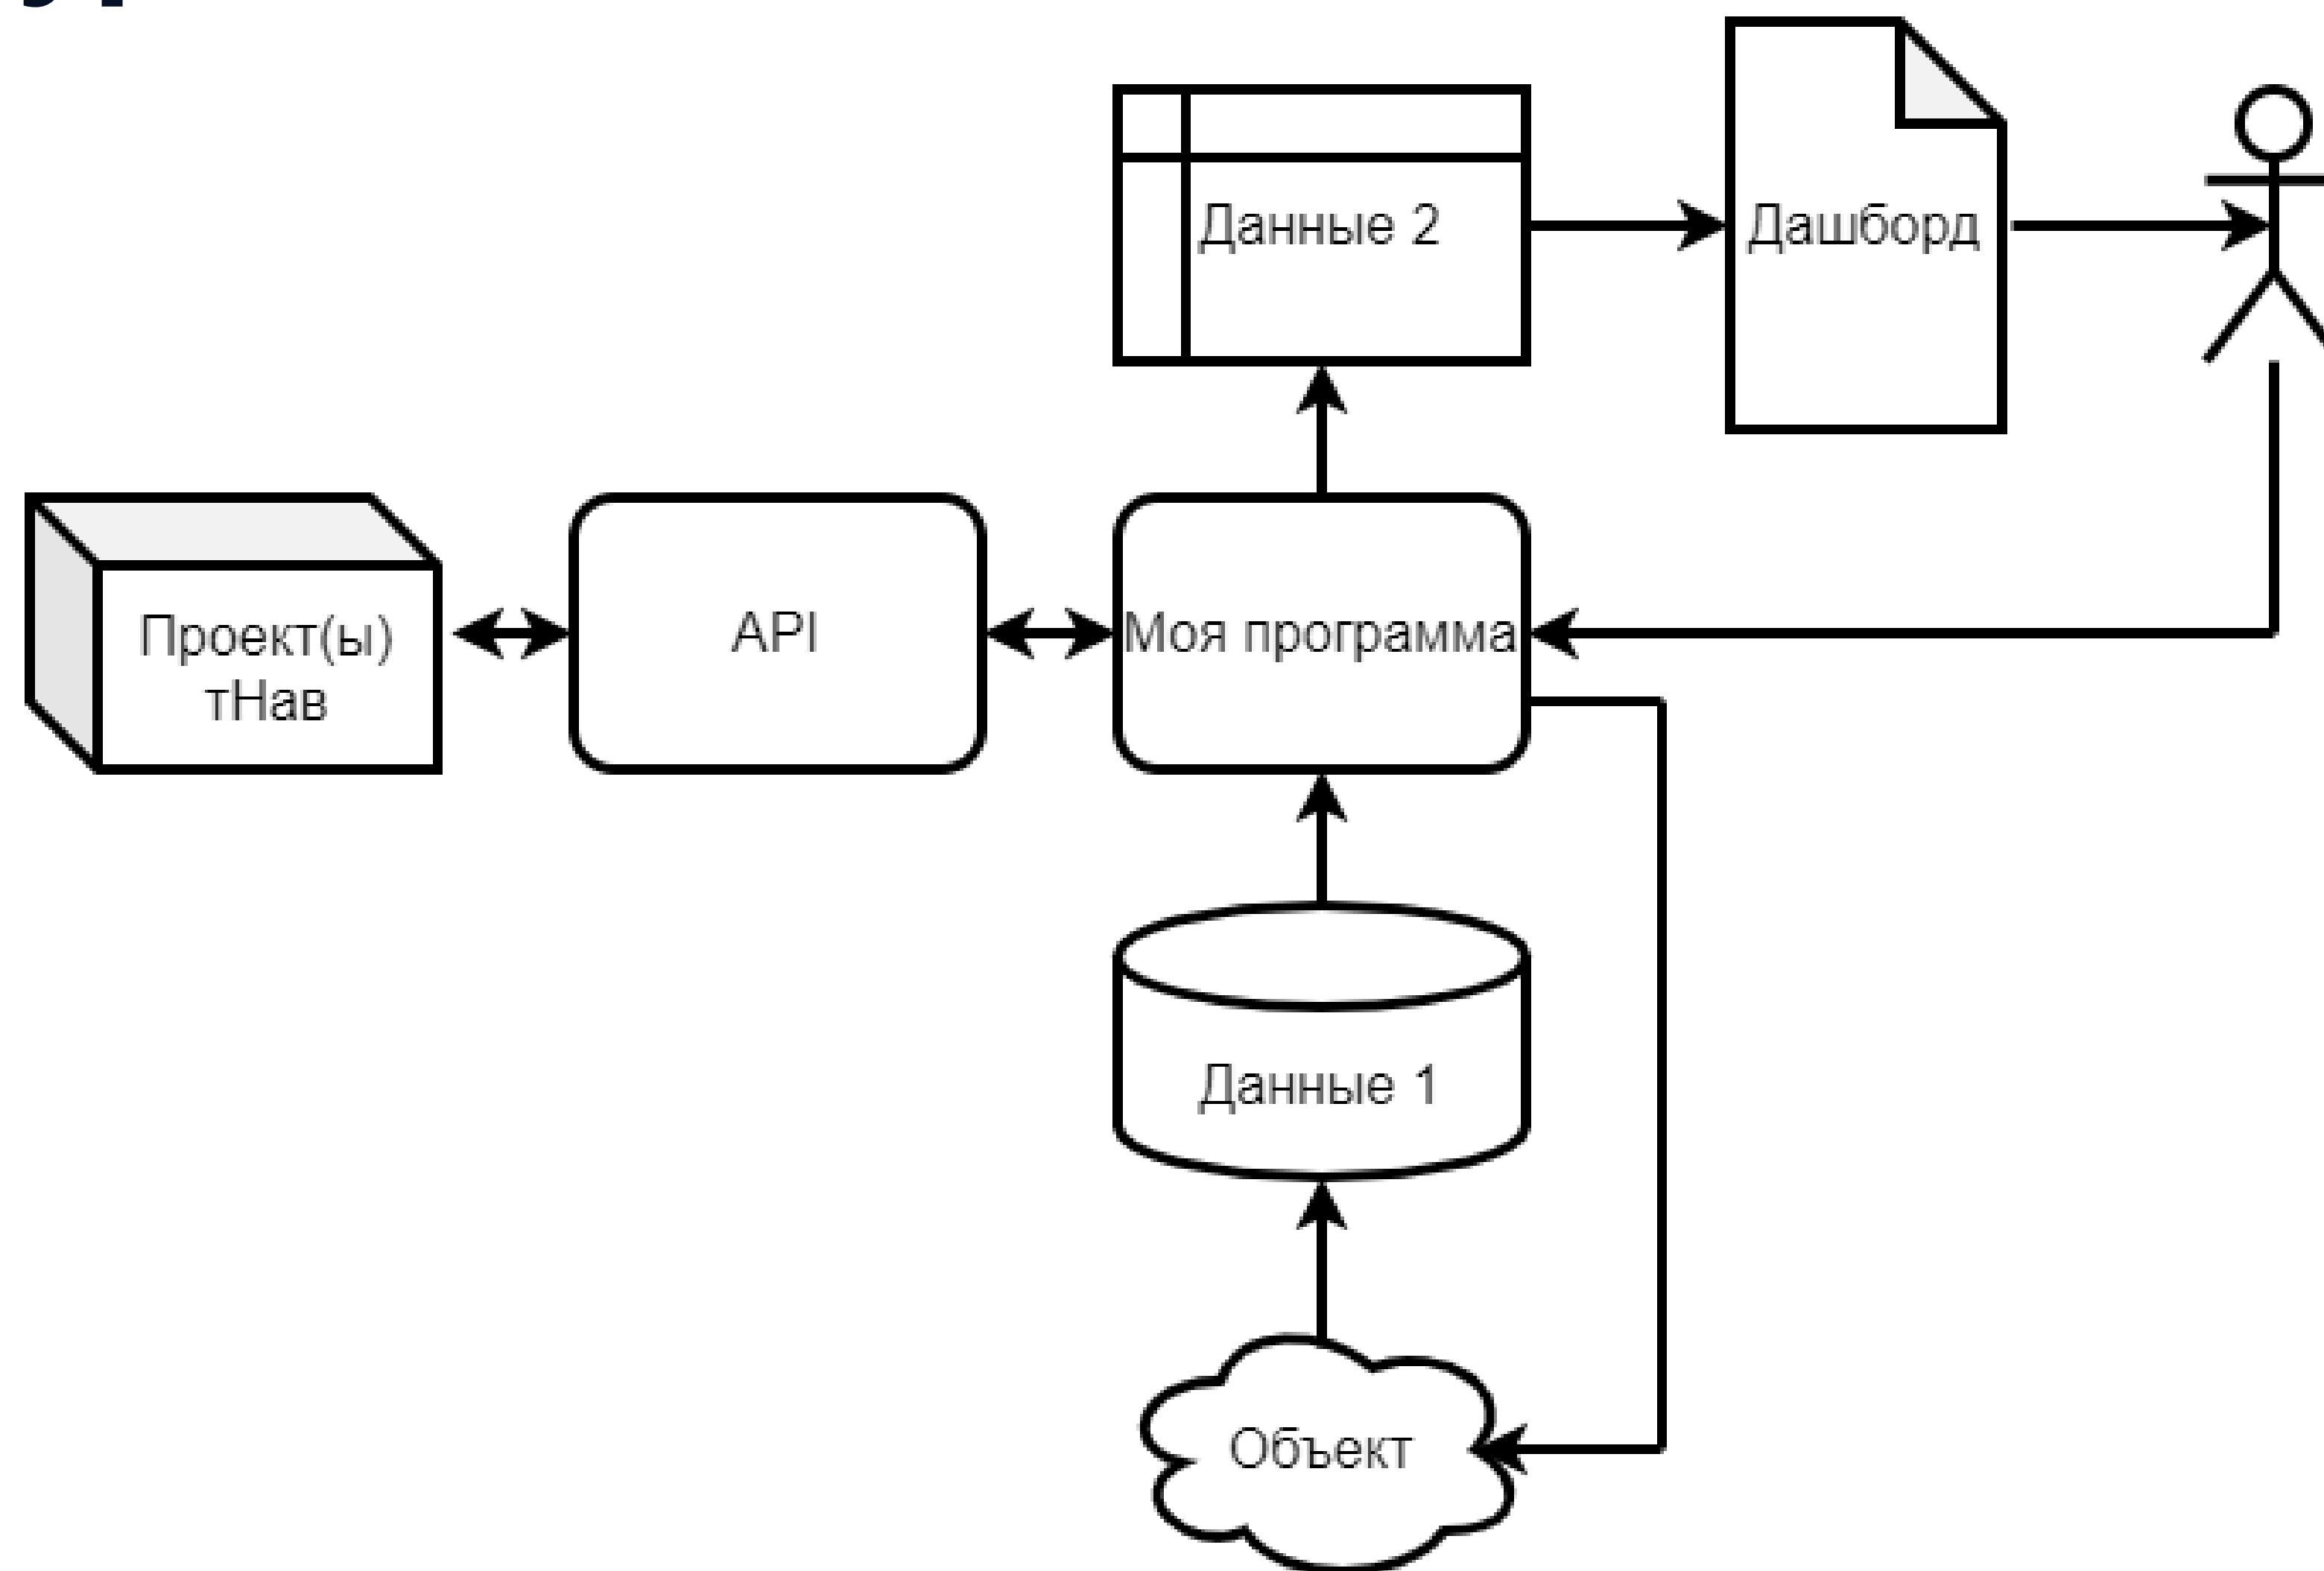 Данные 2
Дашборд
Проект(ы)
тНав
API
Моя программа
Данные 1
Объект